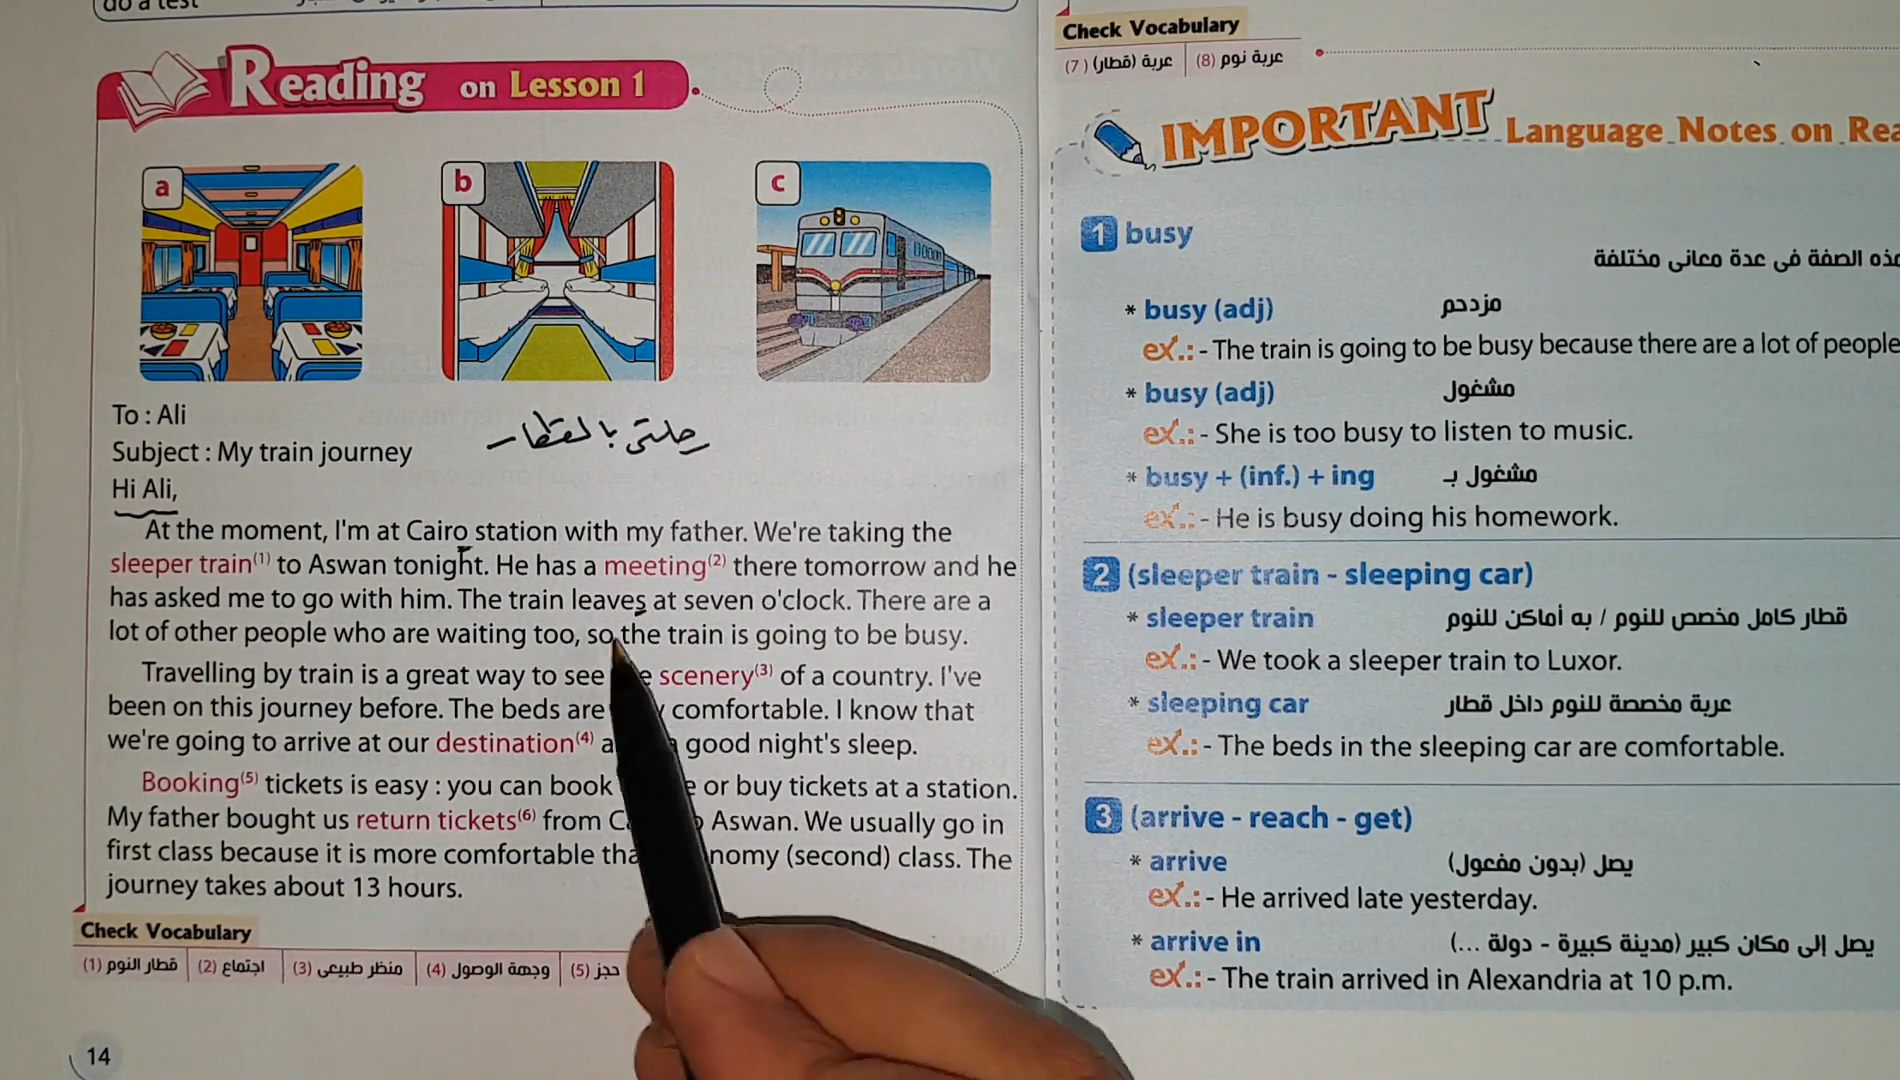 do a test
Reading on Lesson 1
a
b
c
To : Ali
Subject : My train journey
رحلتى بالقطار
Hi Ali,
At the moment, I'm at Cairo station with my father. We're taking the
sleeper train(1) to Aswan tonight. He has a meeting(2) there tomorrow and he
has asked me to go with him. The train leaves at seven o'clock. There are a
lot of other people who are waiting too, so the train is going to be busy.
Travelling by train is a great way to see scenery(3) of a country. I've
been on this journey before. The beds are comfortable. I know that
we're going to arrive at our destination(4) good night's sleep.
Booking(5) tickets is easy : you can book or buy tickets at a station.
My father bought us return tickets(6) from Aswan. We usually go in
first class because it is more comfortable (second) class. The
journey takes about 13 hours.
Check Vocabulary
(1) قطار النوم
(2) اجتماع
(3) منظر طبيعى
(4) وجهة الوصول
(5) حجز
14
Check Vocabulary
(7) عربة (قطار)
(8) عربة نوم
IMPORTANT Language Notes on
1 busy
الصفة فى عدة معانى مختلفة
* busy (adj) مزدحم
ex.: - The train is going to be busy because there are a lot of people
* busy (adj) مشغول
ex.: - She is too busy to listen to music.
* busy + (inf.) + ing مشغول بـ
ex.: - He is busy doing his homework.
2 (sleeper train - sleeping car)
* sleeper train قطار كامل مخصص للنوم / به أماكن للنوم
ex.: - We took a sleeper train to Luxor.
* sleeping car عربة مخصصة للنوم داخل قطار
ex.: - The beds in the sleeping car are comfortable.
3 (arrive - reach - get)
* arrive يصل (بدون مفعول)
ex.: - He arrived late yesterday.
* arrive in يصل إلى مكان كبير (مدينة كبيرة - دولة ...)
ex.: - The train arrived in Alexandria at 10 p.m.